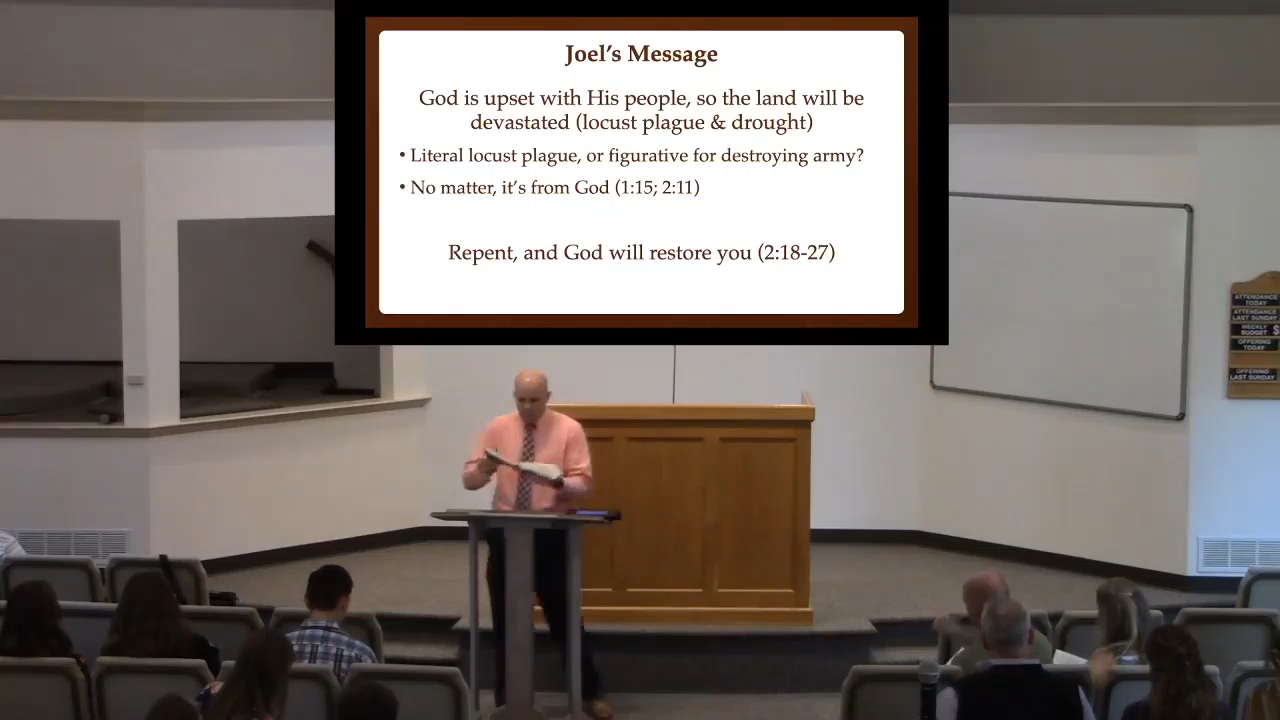 Joel's Message
God is upset with His people, so the land will be
devastated (locust plague & drought)
• Literal locust plague, or figurative for destroying army?
• No matter, it's from God (1:15; 2:11)
Repent, and God will restore you (2:18-27)
ATTENDANCE
TODAY
ATTENDANCE
LAST SUNDAY
WEEKLY
BUDGET $
OFFERING
TODAY
OFFERING
LAST SUNDAY